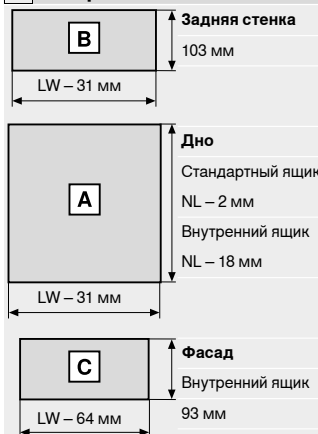 B
Задняя стенка
103 мм
LW – 31 мм
A
Дно
Стандартный ящик
NL – 2 мм
Внутренний ящик
NL – 18 мм
LW – 31 мм
C
Фасад
Внутренний ящик
93 мм
LW – 64 мм